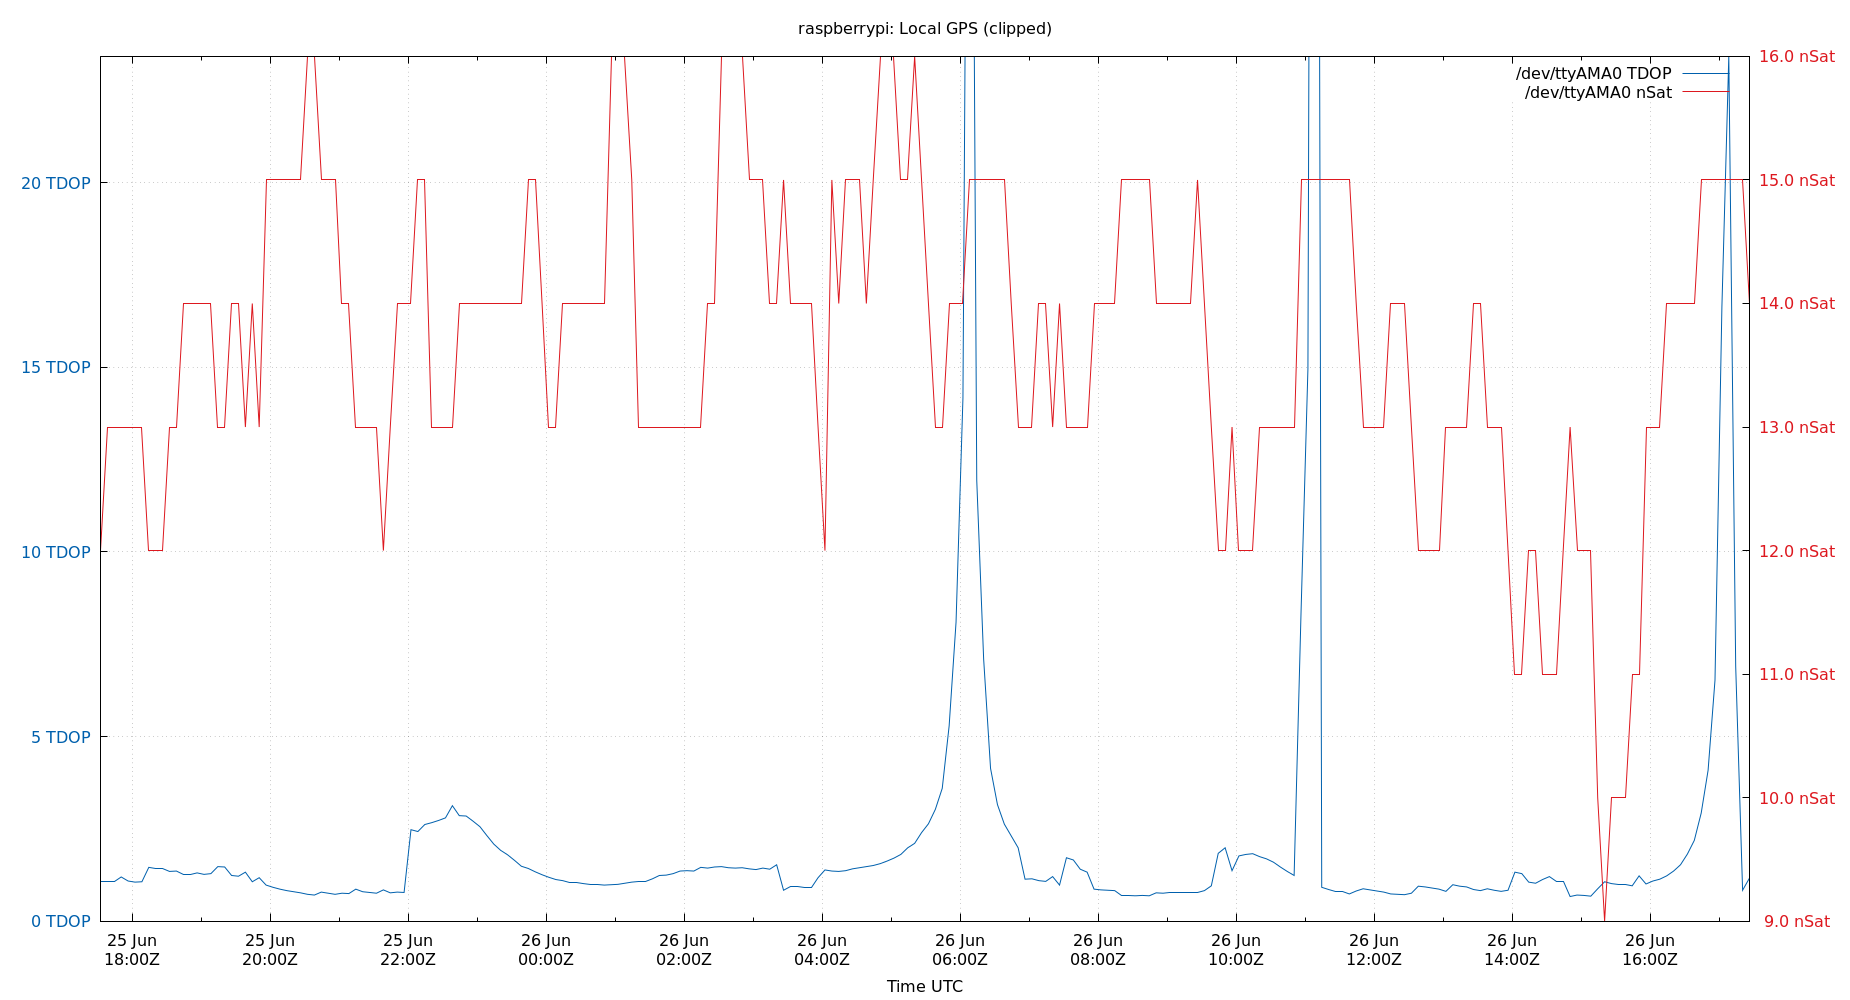 raspberrypi: Local GPS (clipped)
16.0 nSat
/dev/ttyAMA0 TDOP
/dev/ttyAMA0 nSat
20 TDOP
15.0 nSat
14.0 nSat
15 TDOP
13.0 nSat
10 TDOP
12.0 nSat
11.0 nSat
5 TDOP
10.0 nSat
0 TDOP
9.0 nSat
25 Jun 25 Jun 25 Jun 26 Jun 26 Jun 26 Jun 26 Jun 26 Jun 26 Jun 26 Jun 26 Jun 26 Jun
18:00Z 20:00Z 22:00Z 00:00Z 02:00Z 04:00Z 06:00Z 08:00Z 10:00Z 12:00Z 14:00Z 16:00Z
Time UTC